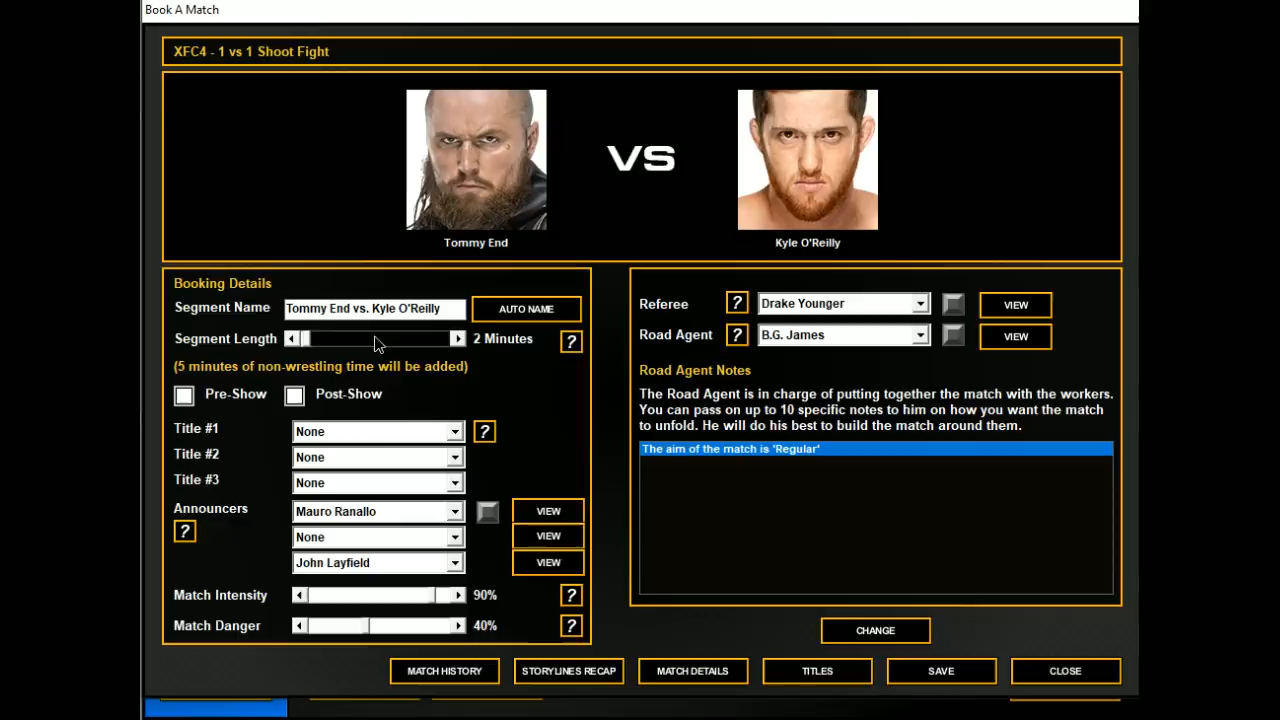 Book A Match
XFC4 - 1 vs 1 Shoot Fight
VS
Tommy End
Kyle O'Reilly
Booking Details
Segment Name
Tommy End vs. Kyle O'Reilly
AUTO NAME
Segment Length
2 Minutes
?
(5 minutes of non-wrestling time will be added)
Pre-Show
Post-Show
Title #1
None
?
Title #2
None
Title #3
None
Announcers
Mauro Ranallo
VIEW
?
None
VIEW
John Layfield
VIEW
Match Intensity
90%
?
Match Danger
40%
?
Referee
?
Drake Younger
VIEW
Road Agent
?
B.G. James
VIEW
Road Agent Notes
The Road Agent is in charge of putting together the match with the workers.
You can pass on up to 10 specific notes to him on how you want the match
to unfold. He will do his best to build the match around them.
The aim of the match is 'Regular'
CHANGE
MATCH HISTORY
STORYLINES RECAP
MATCH DETAILS
TITLES
SAVE
CLOSE